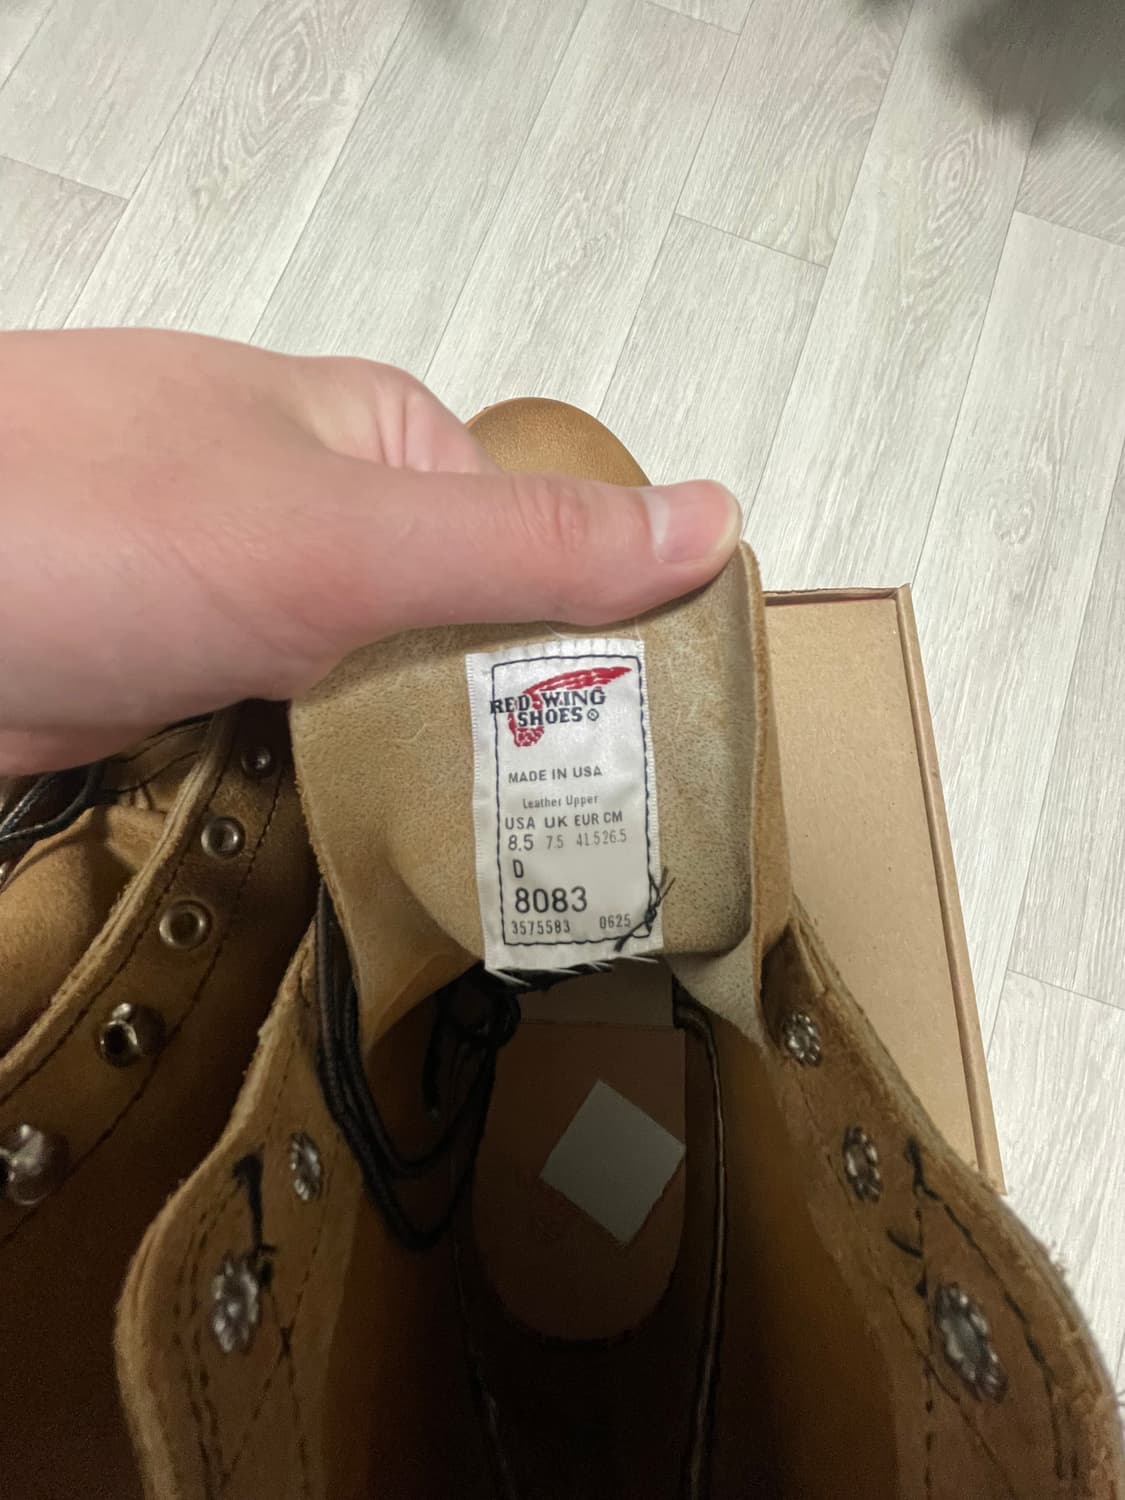 RED WING
SHOES
MADE IN USA
Leather Upper
USA UK EUR CM
8.5 7.5 41.5 26.5
D
8083
3575583 0625